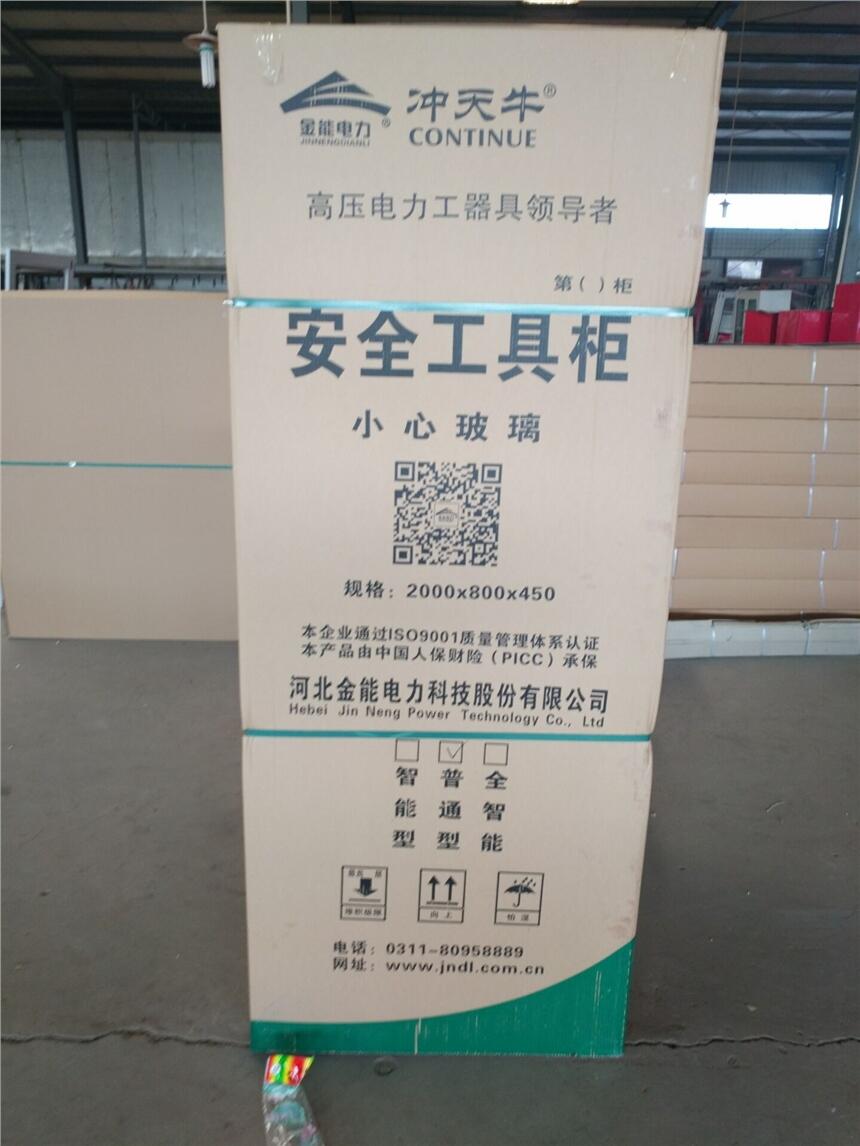 冲天牛®
金能电力®
JINNENGDIANLI
CONTINUE
高压电力工器具领导者
第( )柜
安全工具柜
小心玻璃
规格：2000x800x450
本企业通过ISO9001质量管理体系认证
本产品由中国人保财险（PICC）承保
河北金能电力科技股份有限公司
Hebei Jin Neng Power Technology Co., Ltd
智能型
普通型
全智能
向上
怕湿
电话：0311-80958889
网址：www.jndl.com.cn